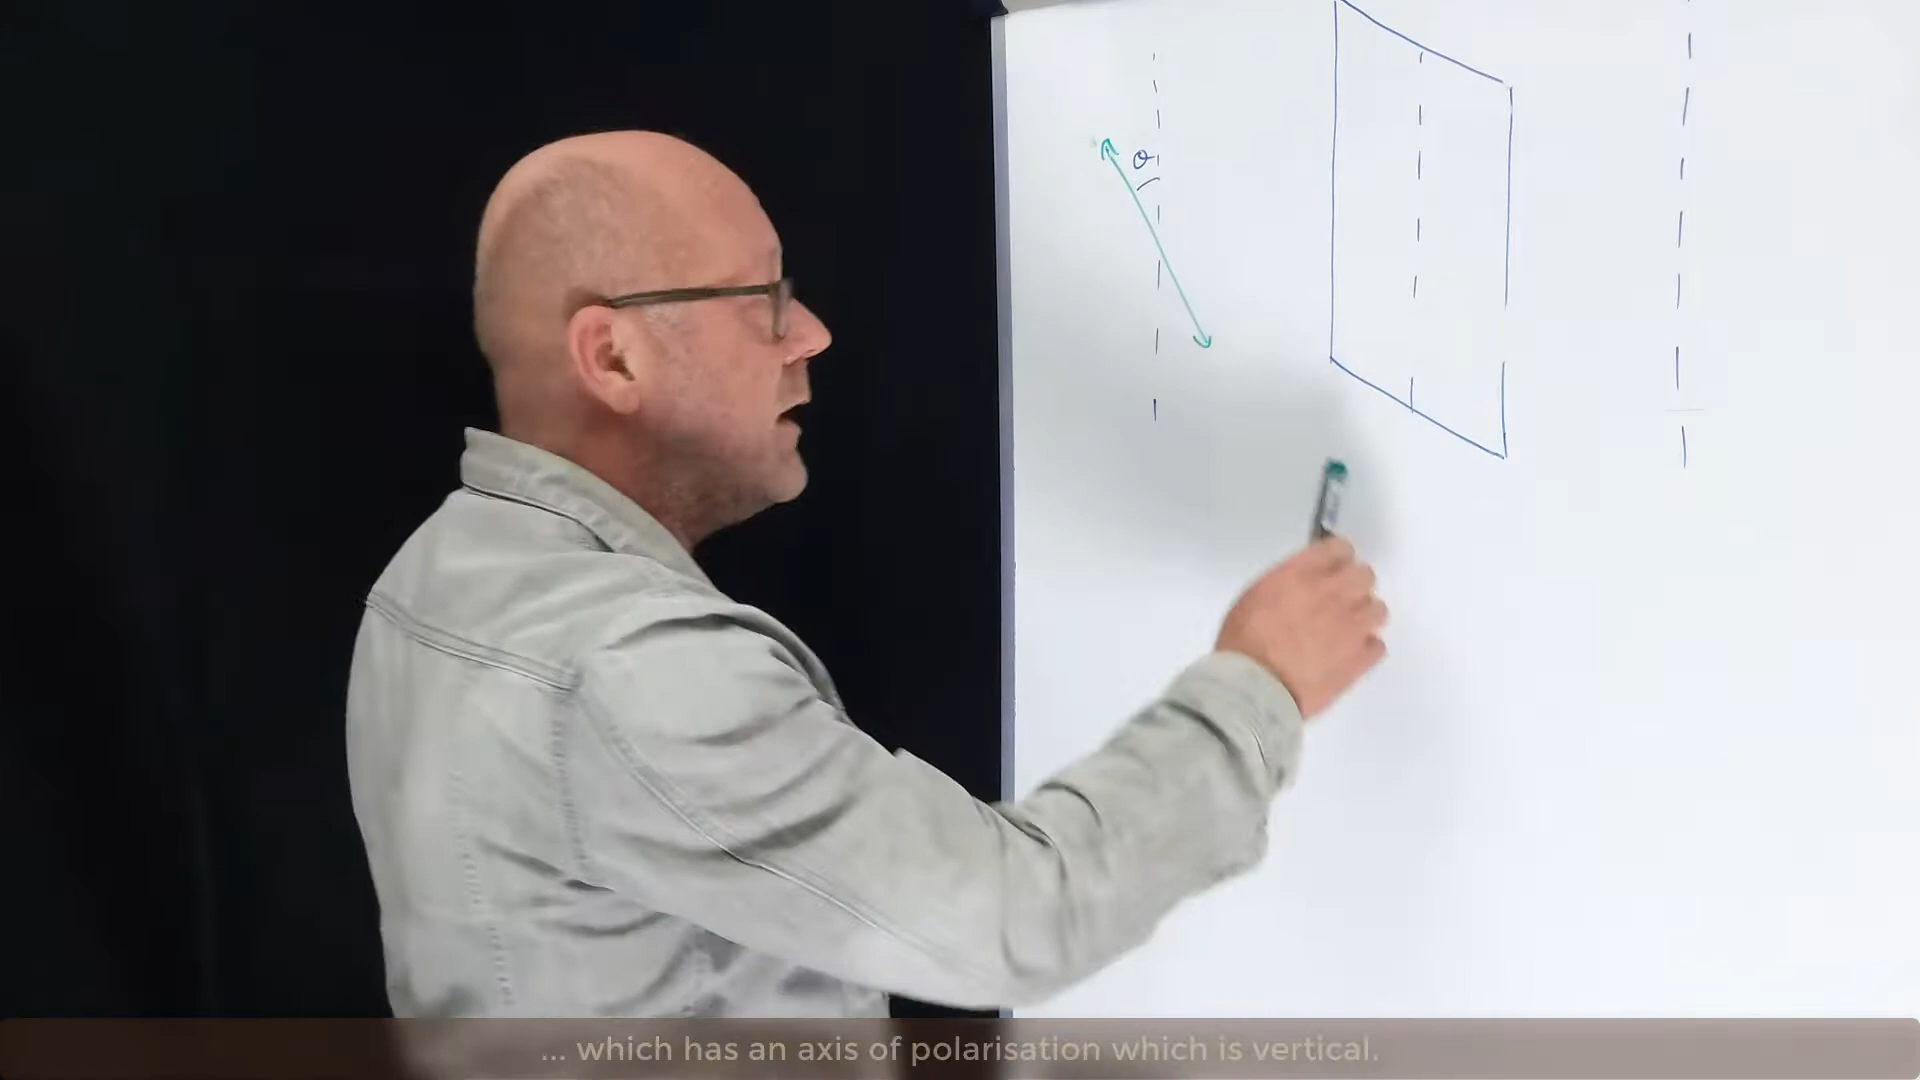 θ
... which has an axis of polarisation which is vertical.